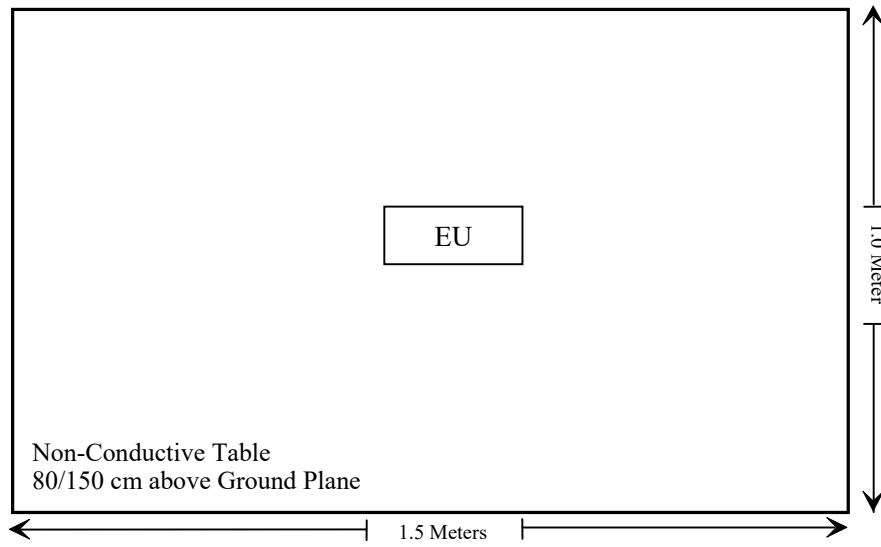 EU
1.0 Meter
Non-Conductive Table
80/150 cm above Ground Plane
1.5 Meters